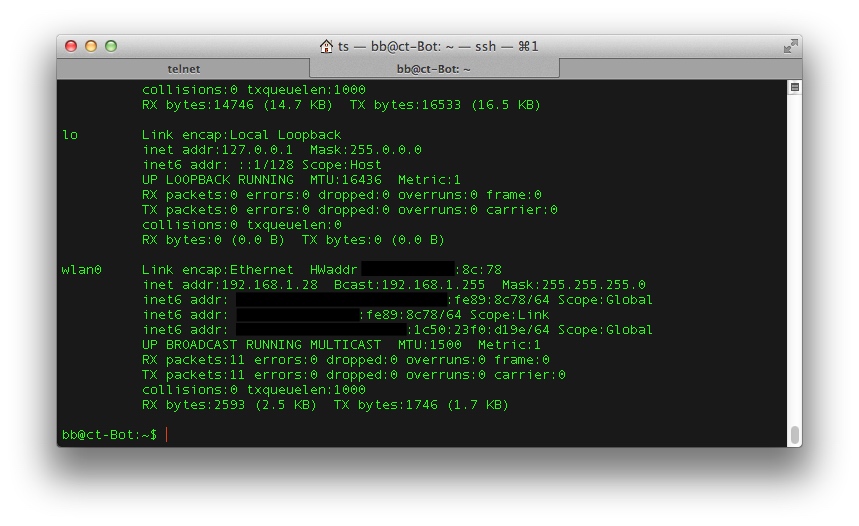 ts — bb@ct-Bot: ~ — ssh — ⌘1
telnet bb@ct-Bot: ~
collisions:0 txqueuelen:1000
RX bytes:14746 (14.7 KB)  TX bytes:16533 (16.5 KB)
lo        Link encap:Local Loopback
inet addr:127.0.0.1  Mask:255.0.0.0
inet6 addr: ::1/128 Scope:Host
UP LOOPBACK RUNNING  MTU:16436  Metric:1
RX packets:0 errors:0 dropped:0 overruns:0 frame:0
TX packets:0 errors:0 dropped:0 overruns:0 carrier:0
collisions:0 txqueuelen:0
RX bytes:0 (0.0 B)  TX bytes:0 (0.0 B)
wlan0     Link encap:Ethernet  HWaddr :8c:78
inet addr:192.168.1.28  Bcast:192.168.1.255  Mask:255.255.255.0
inet6 addr: :fe89:8c78/64 Scope:Global
inet6 addr: :fe89:8c78/64 Scope:Link
inet6 addr: :1c50:23f0:d19e/64 Scope:Global
UP BROADCAST RUNNING MULTICAST  MTU:1500  Metric:1
RX packets:11 errors:0 dropped:0 overruns:0 frame:0
TX packets:11 errors:0 dropped:0 overruns:0 carrier:0
collisions:0 txqueuelen:1000
RX bytes:2593 (2.5 KB)  TX bytes:1746 (1.7 KB)
bb@ct-Bot:~$